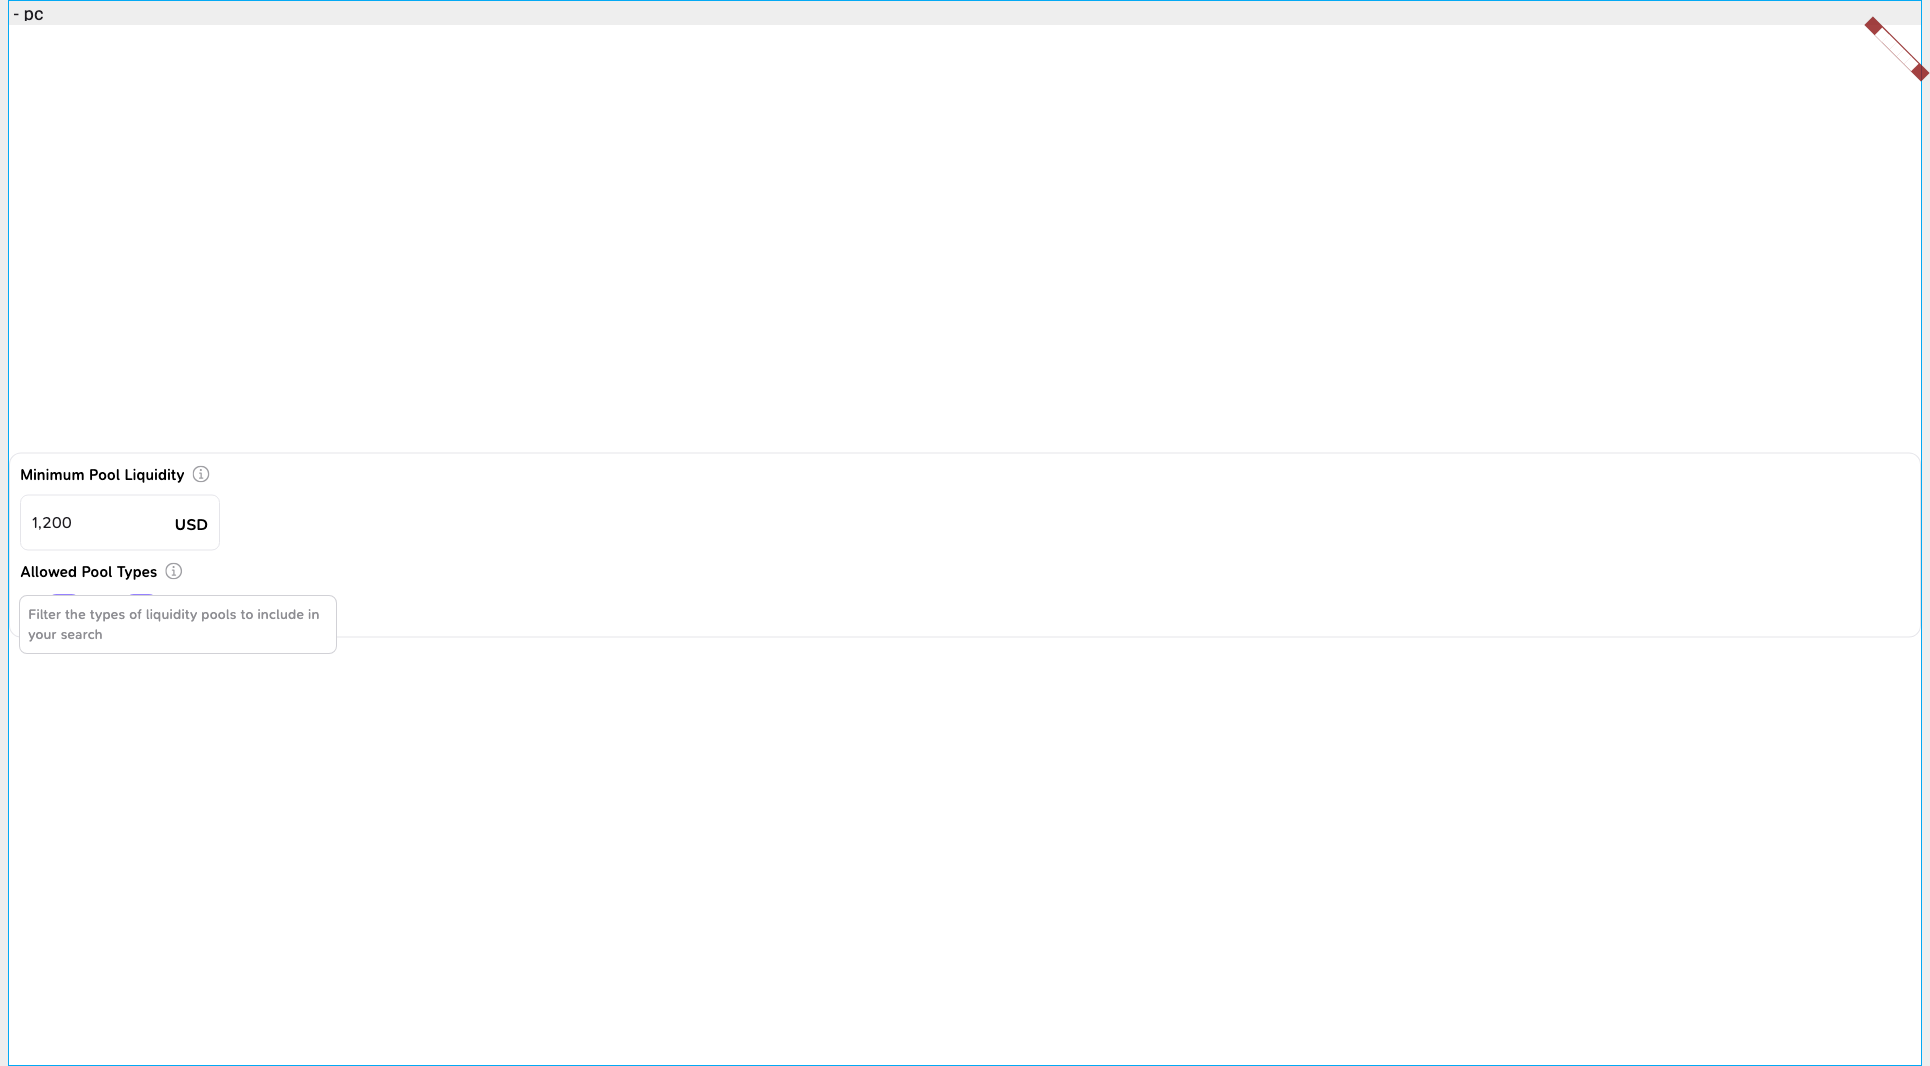 - pc
Minimum Pool Liquidity
1,200 USD
Allowed Pool Types
Filter the types of liquidity pools to include in
your search